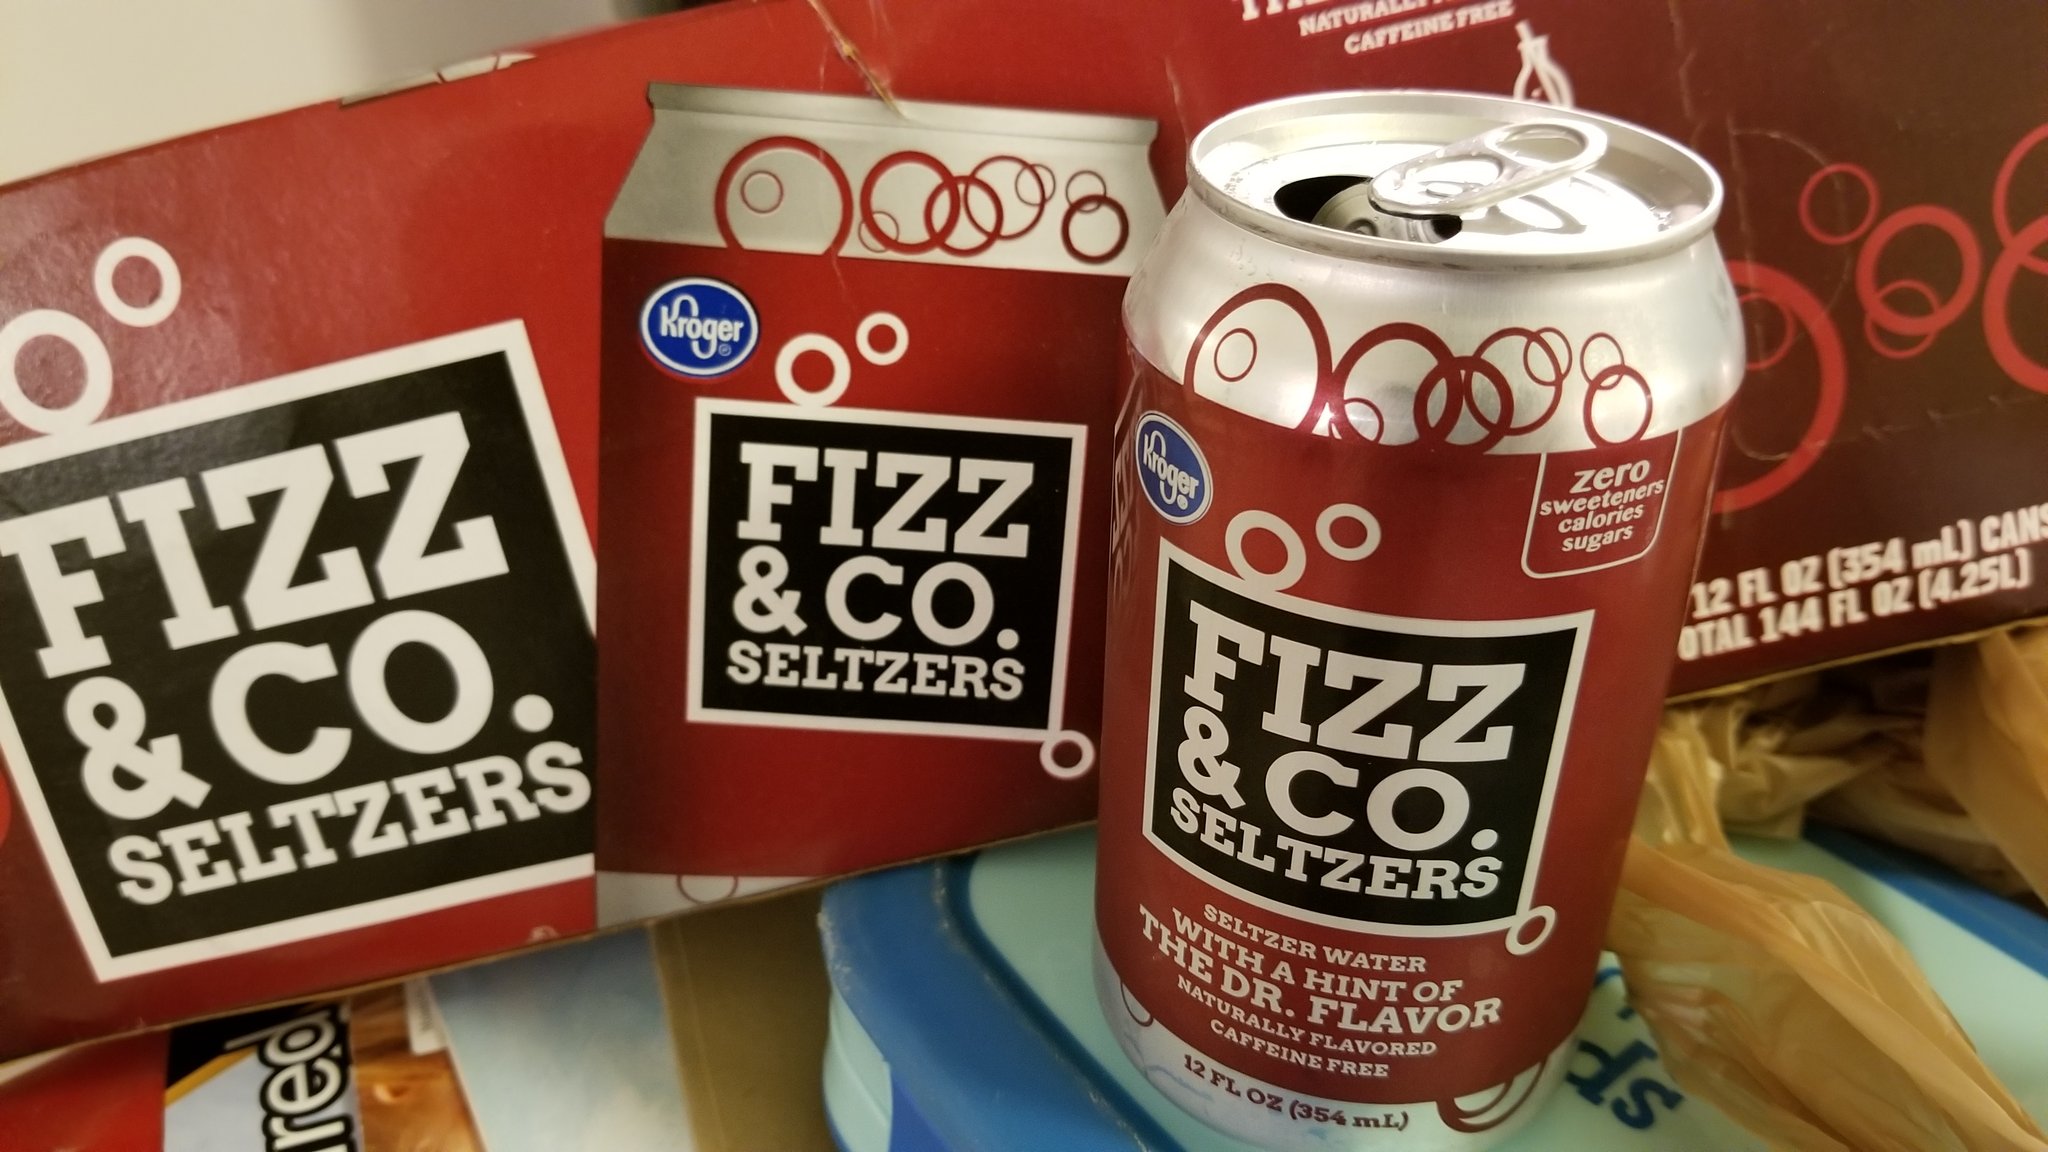 NATURALLY
CAFFEINE FREE
FIZZ
& CO.
SELTZERS
Kroger
FIZZ
& CO.
SELTZERS
12 FL OZ (354 mL) CANS
144 FL OZ (4.25L)
Kroger
zero
sweeteners
calories
sugars
FIZZ
& CO.
SELTZERS
SELTZER WATER
WITH A HINT OF
THE DR. FLAVOR
NATURALLY FLAVORED
CAFFEINE FREE
12 FL OZ (354 mL)